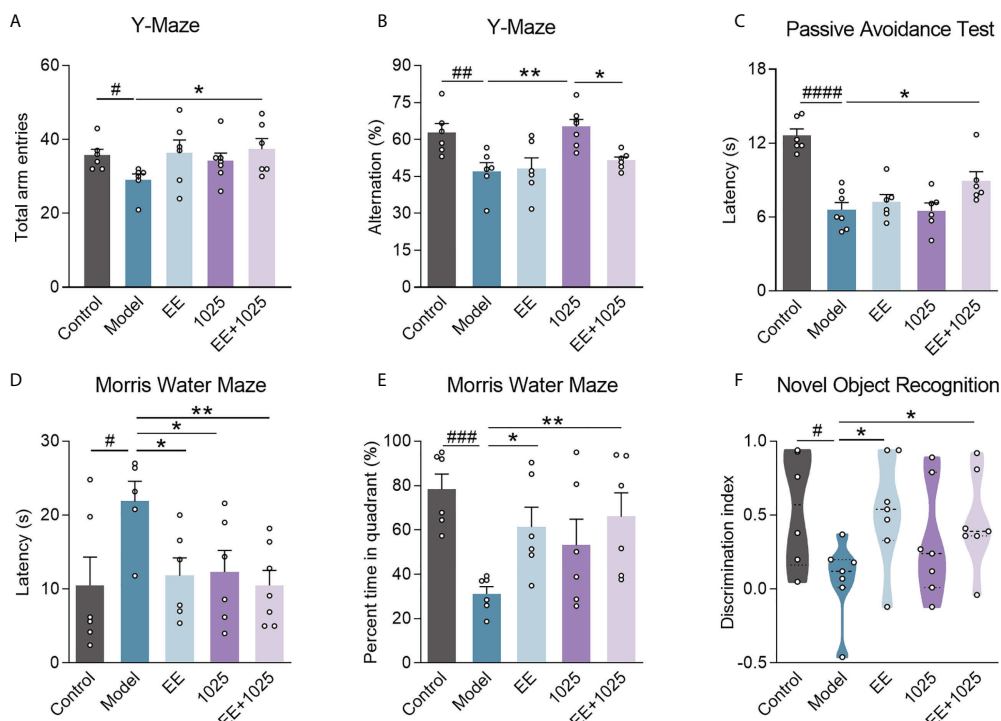 A
Y-Maze
Total arm entries
60
40
20
0
#
*
Control
Model
EE
1025
EE+1025
B
Y-Maze
Alternation (%)
90
75
60
45
30
15
0
##
**
*
Control
Model
EE
1025
EE+1025
C
Passive Avoidance Test
Latency (s)
18
12
6
0
####
*
Control
Model
EE
1025
EE+1025
D
Morris Water Maze
Latency (s)
30
20
10
0
**
*
#
*
Control
Model
EE
1025
EE+1025
E
Morris Water Maze
Percent time in quadrant (%)
100
80
60
40
20
0
**
###
*
Control
Model
EE
1025
EE+1025
F
Novel Object Recognition
Discrimination index
1.0
0.5
0.0
-0.5
*
#
*
Control
Model
EE
1025
EE+1025